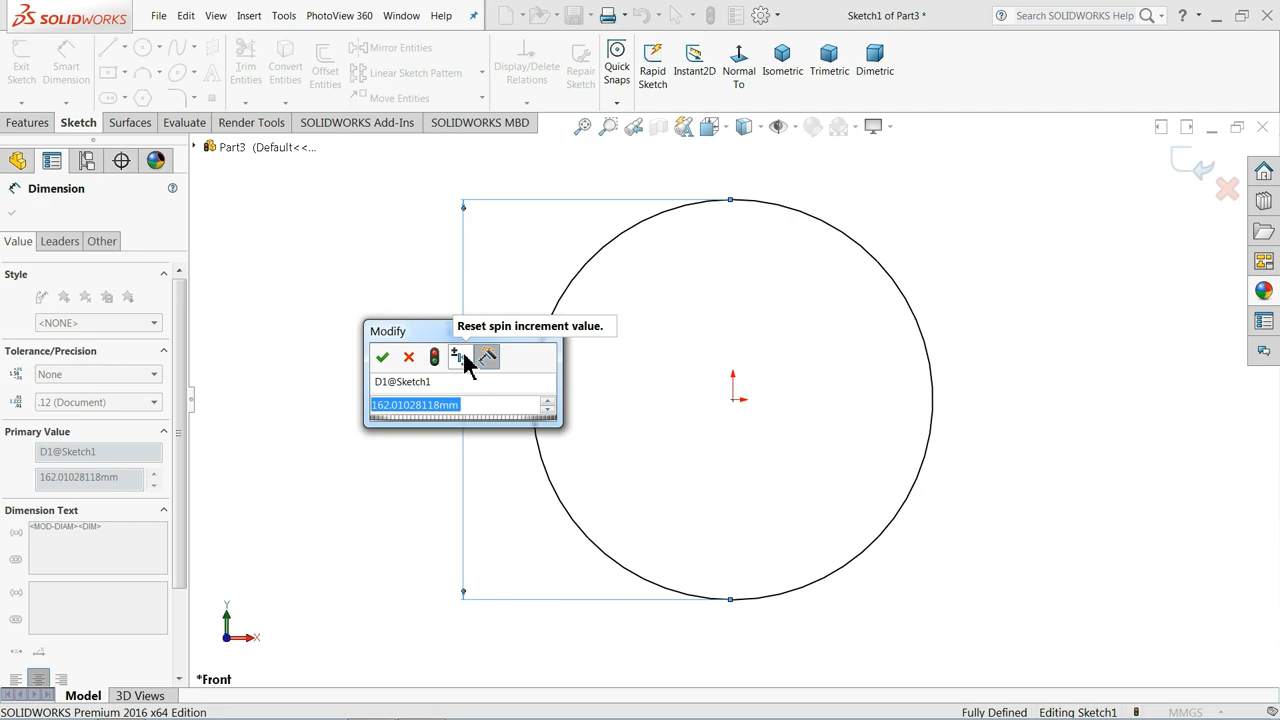 SOLIDWORKS
File Edit View Insert Tools PhotoView 360 Window Help
Sketch1 of Part3 *
Search SOLIDWORKS Help
Exit Sketch
Smart Dimension
Trim Entities
Convert Entities
Offset Entities
Mirror Entities
Linear Sketch Pattern
Move Entities
Display/Delete Relations
Repair Sketch
Quick Snaps
Rapid Sketch
Instant2D
Normal To
Isometric
Trimetric
Dimetric
Features Sketch Surfaces Evaluate Render Tools SOLIDWORKS Add-Ins SOLIDWORKS MBD
Part3 (Default<<...
Dimension
Value Leaders Other
Style
<NONE>
Tolerance/Precision
None
.12 (Document)
Primary Value
D1@Sketch1
162.01028118mm
Dimension Text
<MOD-DIAM><DIM>
Modify
Reset spin increment value.
D1@Sketch1
162.01028118mm
Y
X
*Front
Model 3D Views
SOLIDWORKS Premium 2016 x64 Edition
Fully Defined Editing Sketch1 MMGS